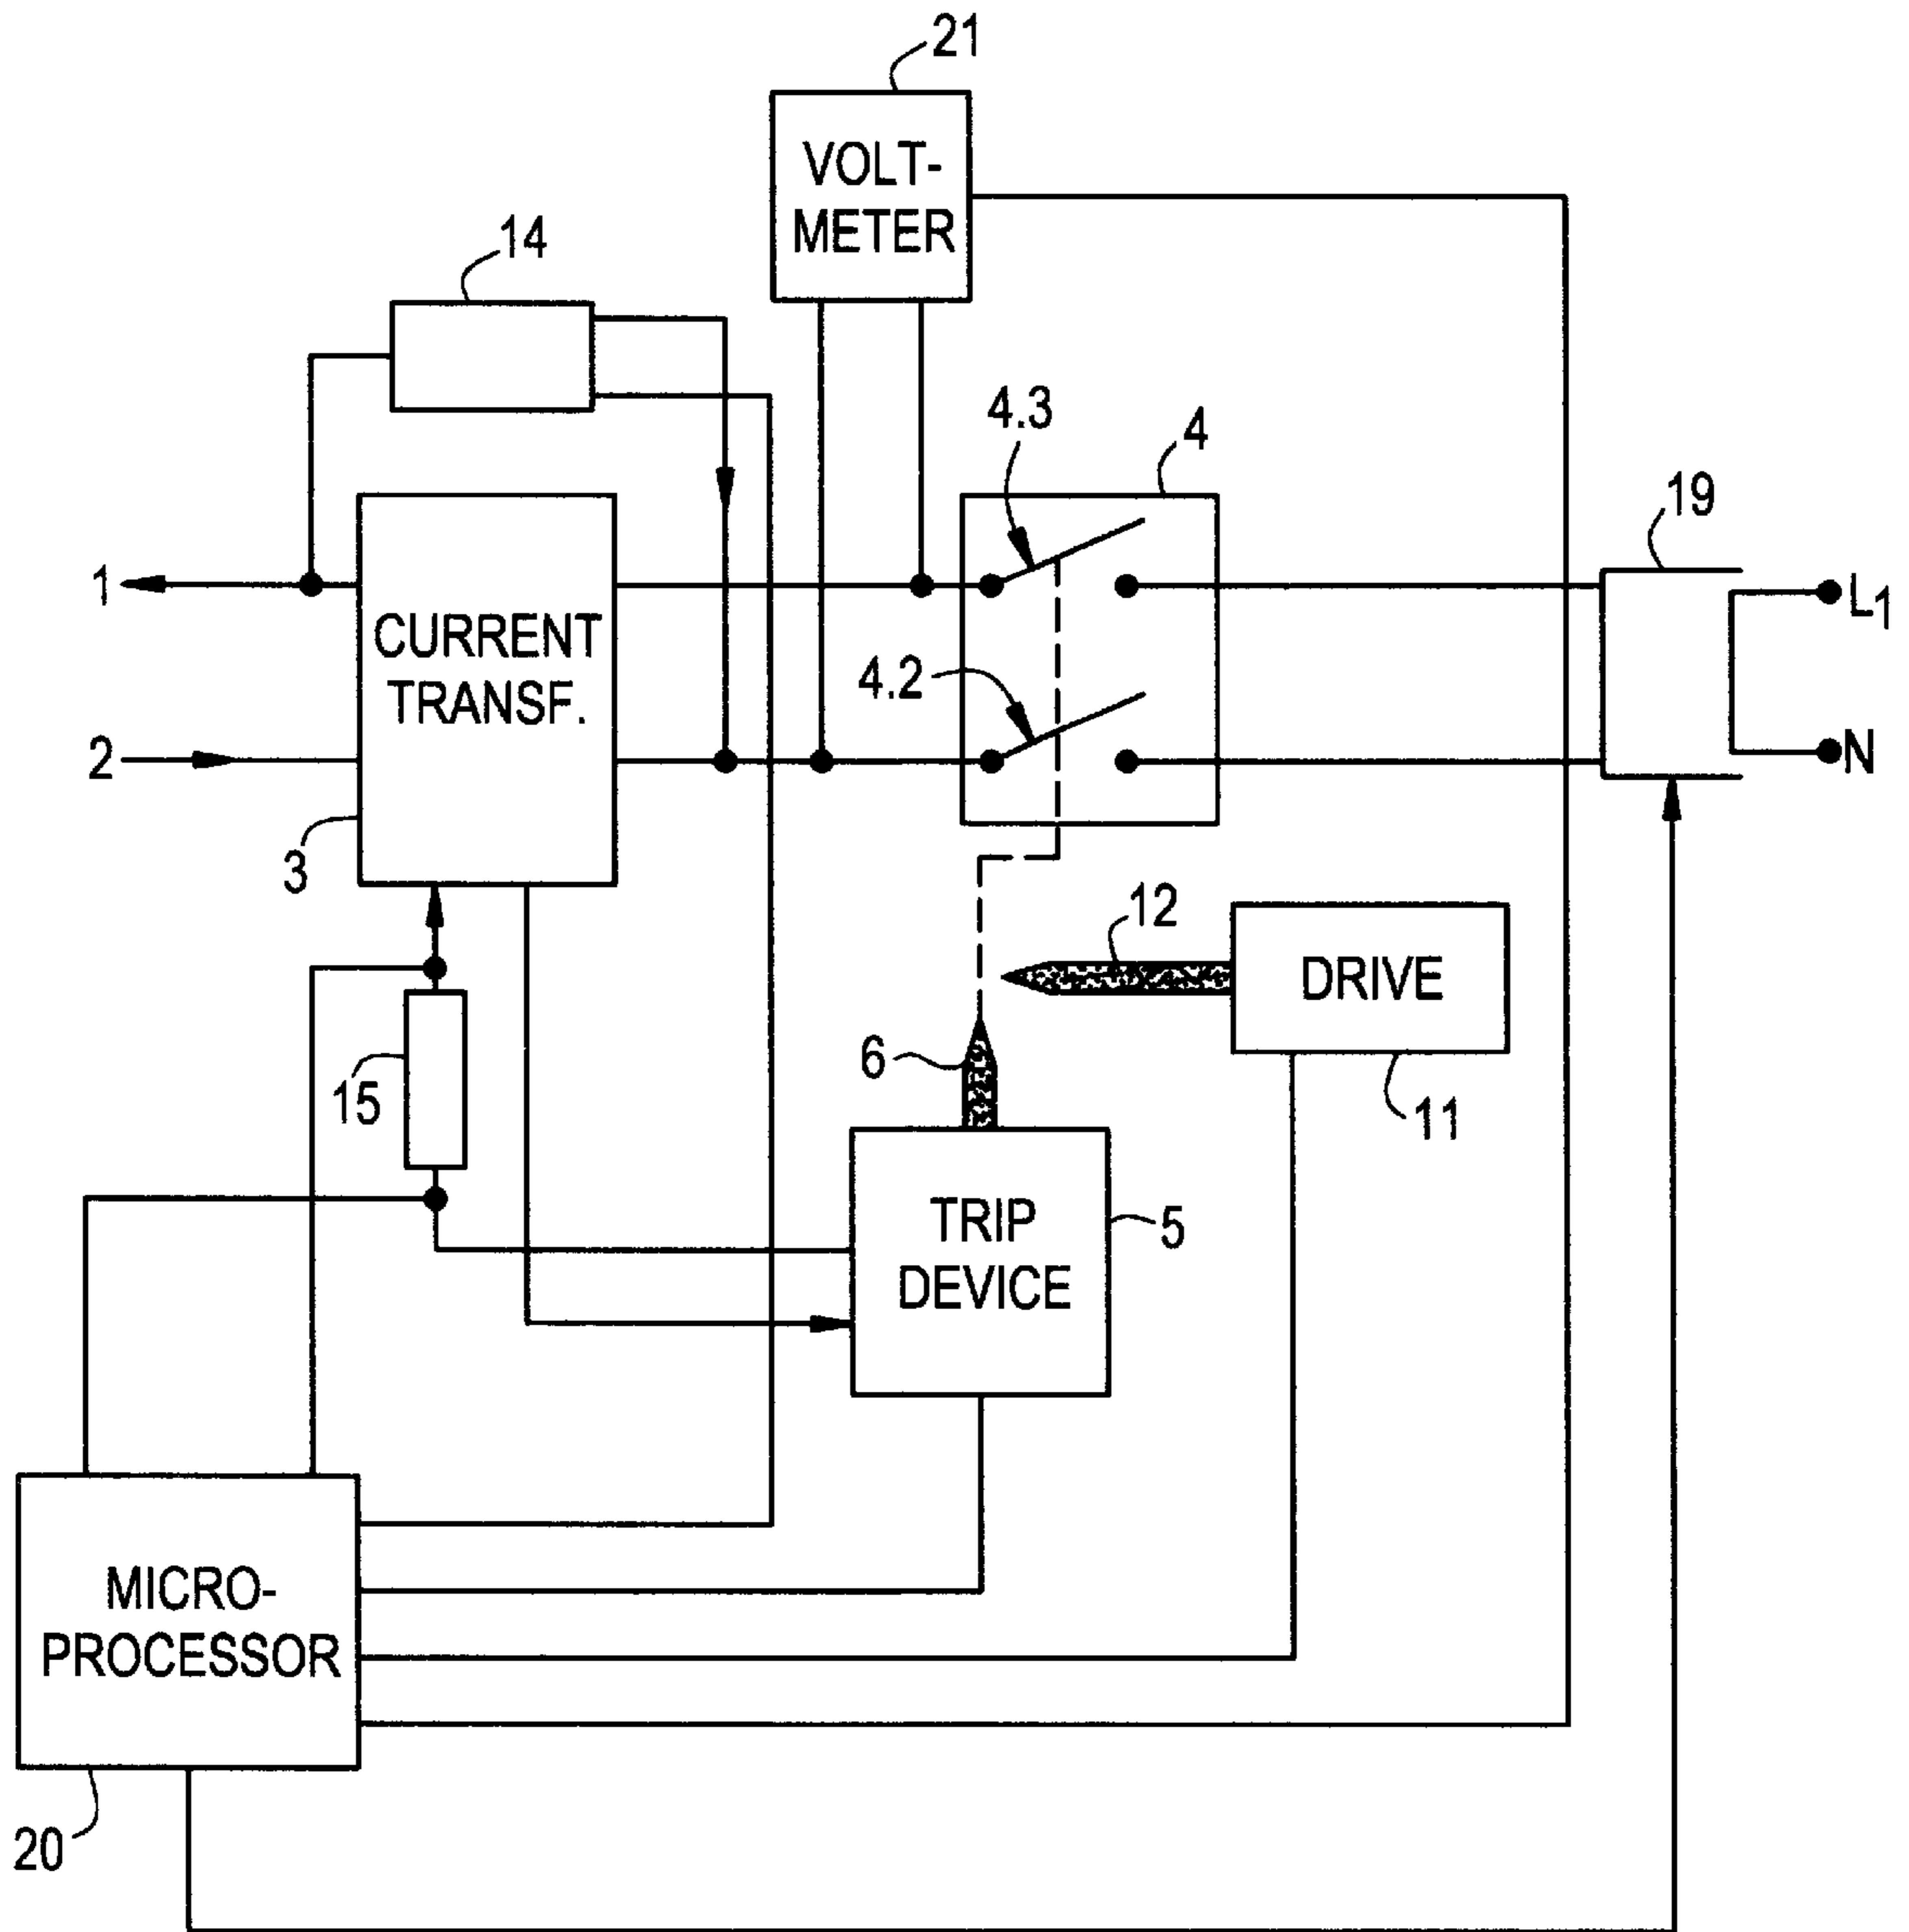 21
VOLT-
METER
14
4.3
4
19
1
CURRENT
TRANSF.
4.2
L1
2
N
3
12
DRIVE
6
15
11
TRIP
DEVICE
5
MICRO-
PROCESSOR
20